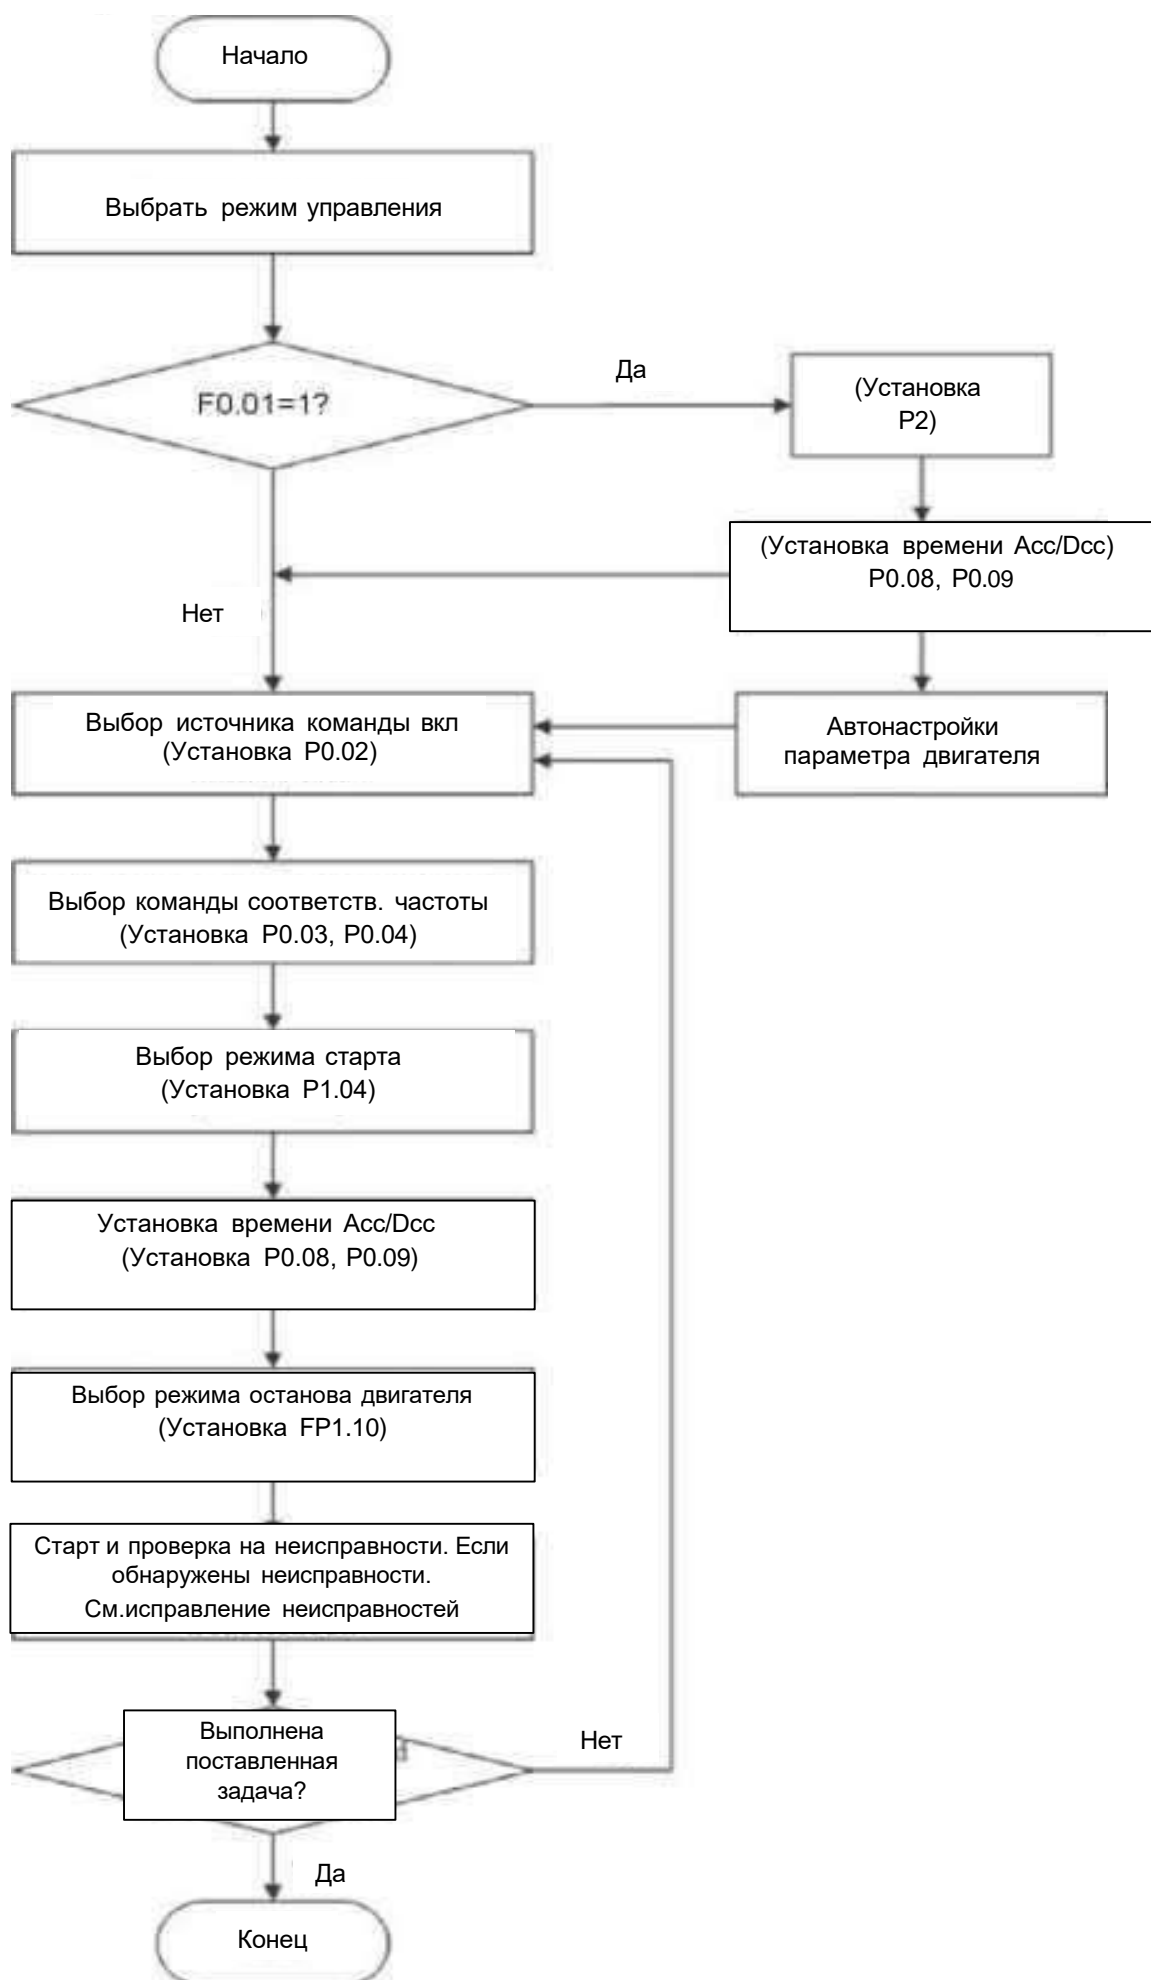 Начало
Выбрать режим управления
F0.01=1?
Да
(Установка
P2)
(Установка времени Acc/Dcc)
P0.08, P0.09
Нет
Выбор источника команды вкл
(Установка P0.02)
Автонастройки
параметра двигателя
Выбор команды соответств. частоты
(Установка P0.03, P0.04)
Выбор режима старта
(Установка P1.04)
Установка времени Acc/Dcc
(Установка P0.08, P0.09)
Выбор режима останова двигателя
(Установка FP1.10)
Старт и проверка на неисправности. Если
обнаружены неисправности.
См.исправление неисправностей
Выполнена
поставленная
задача?
Нет
Да
Конец